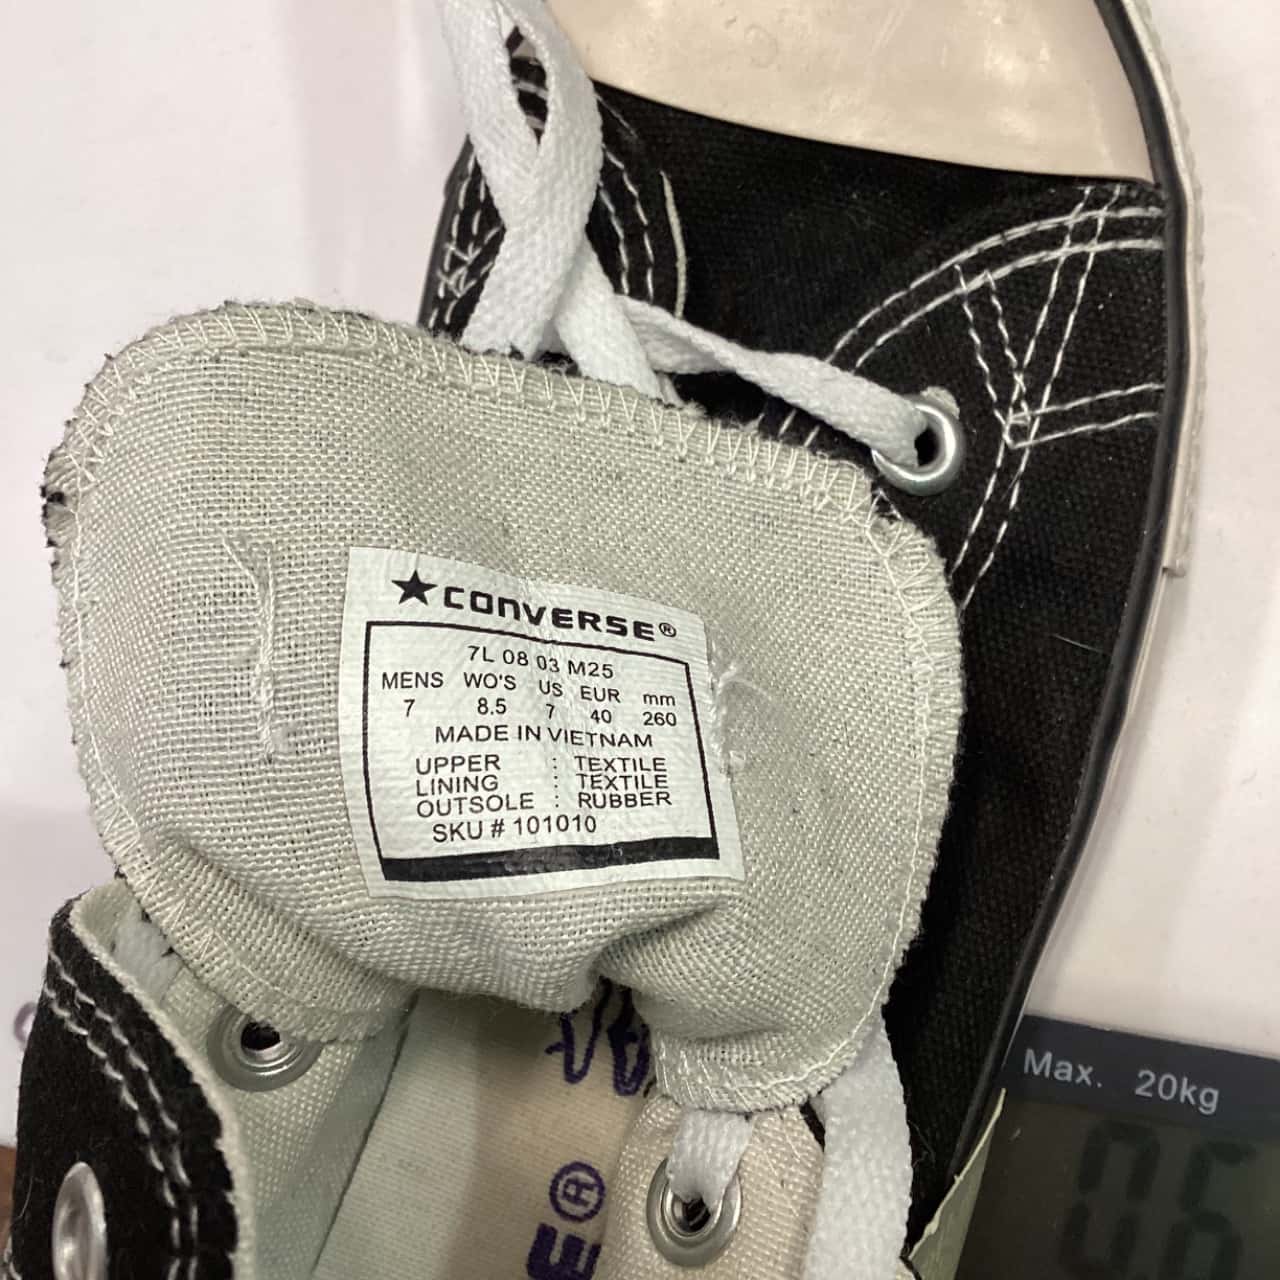 ★CONVERSE®
7L 08 03 M25
MENS WO'S US EUR mm
7 8.5 7 40 260
MADE IN VIETNAM
UPPER : TEXTILE
LINING : TEXTILE
OUTSOLE : RUBBER
SKU # 101010
Max. 20kg
E®